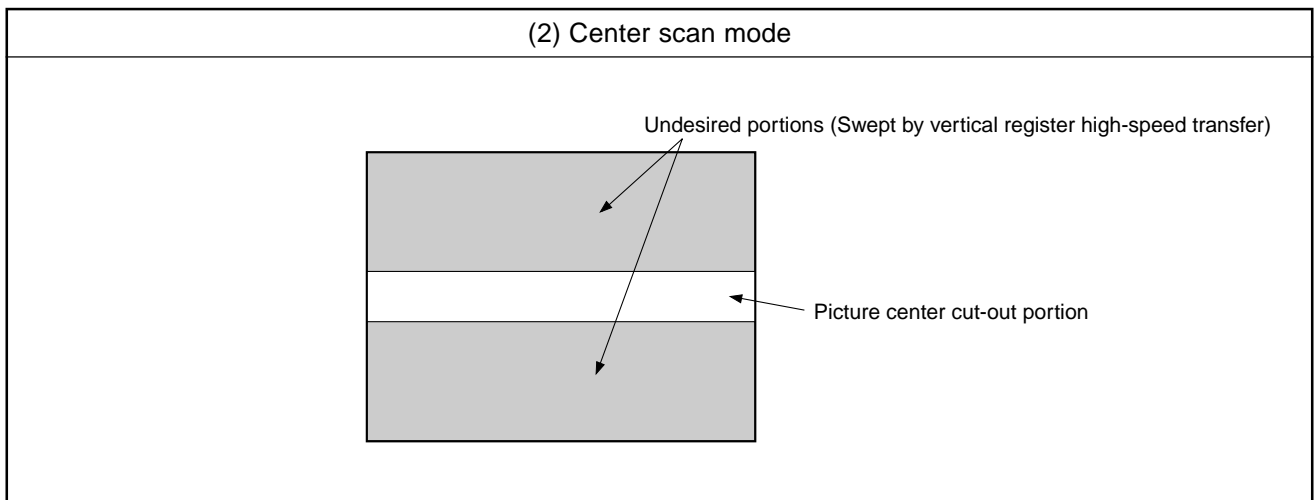 (2) Center scan mode
Undesired portions (Swept by vertical register high-speed transfer)
Picture center cut-out portion